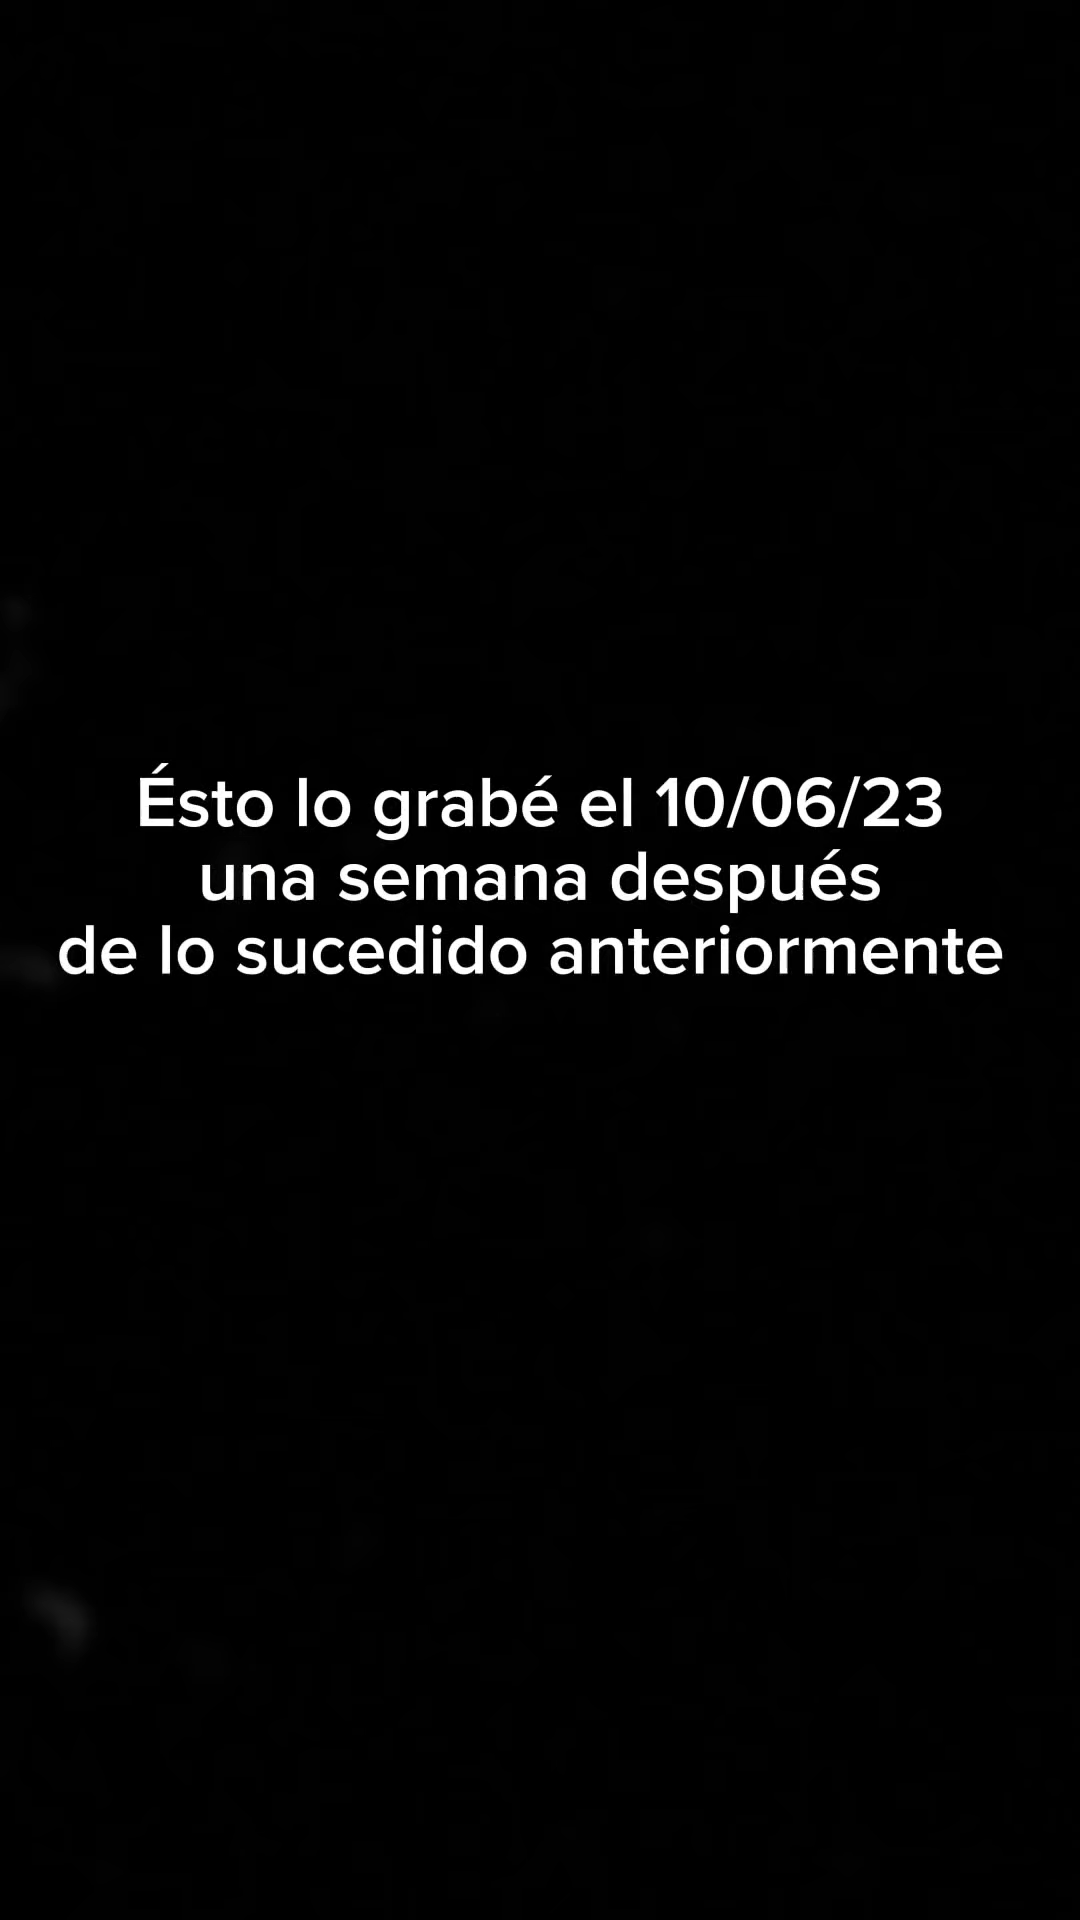 Ésto lo grabé el 10/06/23
una semana después
de lo sucedido anteriormente